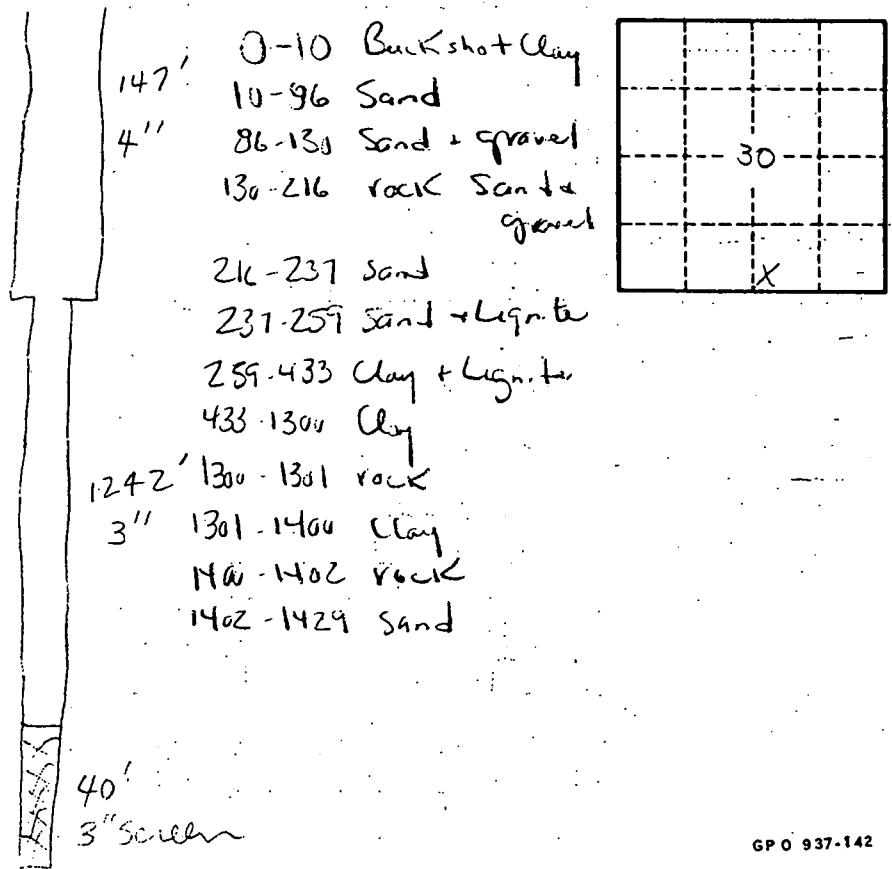 0-10 Buckshot Clay
147'
10-96 Sand
4"
86-130 Sand + gravel
130-216 rock Sand +
gravel
30
X
216-237 Sand
237-259 Sand + Lignite
259-433 Clay + Lignite
433-1300 Clay
1242'
1300-1301 rock
3"
1301-1400 Clay
1400-1402 rock
1402-1429 Sand
40'
3" Screen
GPO 937-142